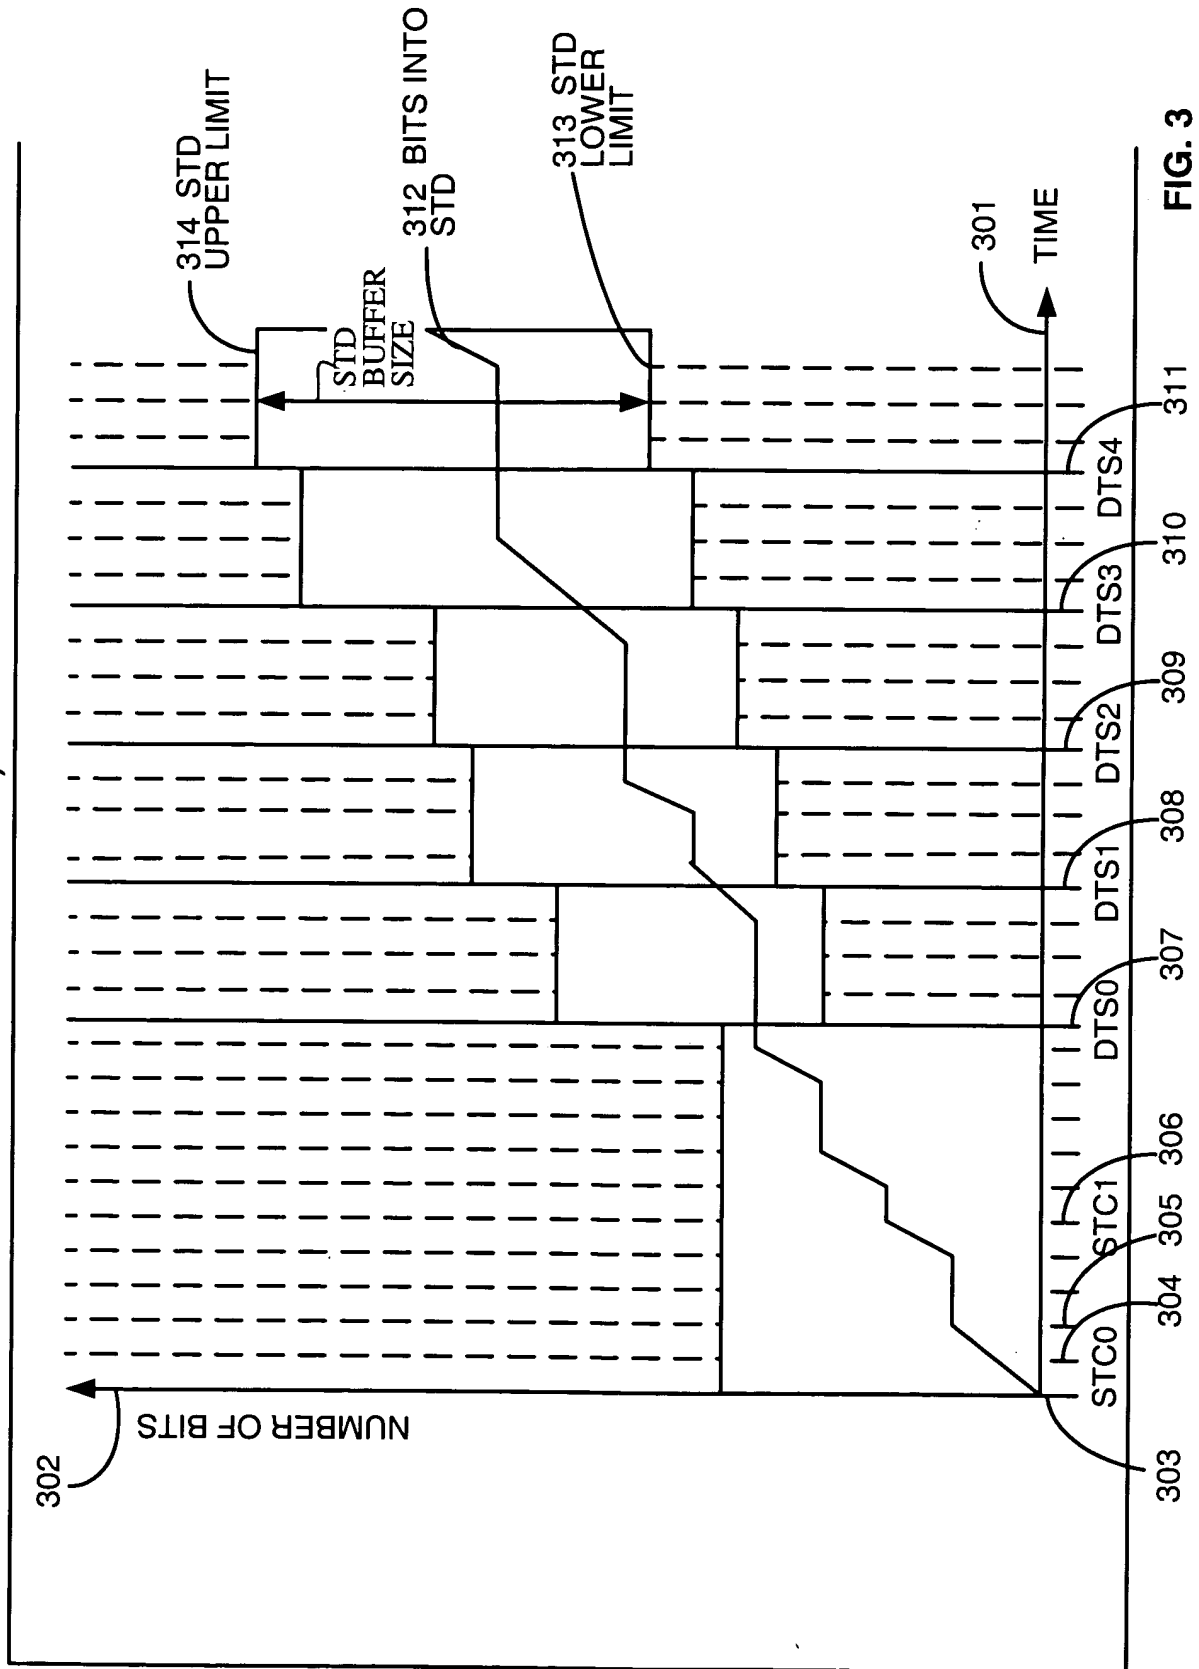 302
NUMBER OF BITS
314 STD
UPPER LIMIT
STD
BUFFER
SIZE
312 BITS INTO
STD
313 STD
LOWER
LIMIT
301
TIME
STC0
STC1
DTS0
DTS1
DTS2
DTS3
DTS4
303
304
305
306
307
308
309
310
311
FIG. 3